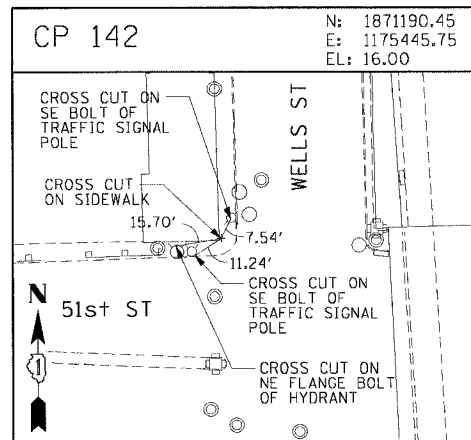 CP 142
N: 1871190.45
E: 1175445.75
EL: 16.00
CROSS CUT ON
SE BOLT OF
TRAFFIC SIGNAL
POLE
WELLS ST
CROSS CUT
ON SIDEWALK
15.70'
7.54'
11.24'
CROSS CUT ON
SE BOLT OF
TRAFFIC SIGNAL
POLE
N
51st ST
1
CROSS CUT ON
NE FLANGE BOLT
OF HYDRANT